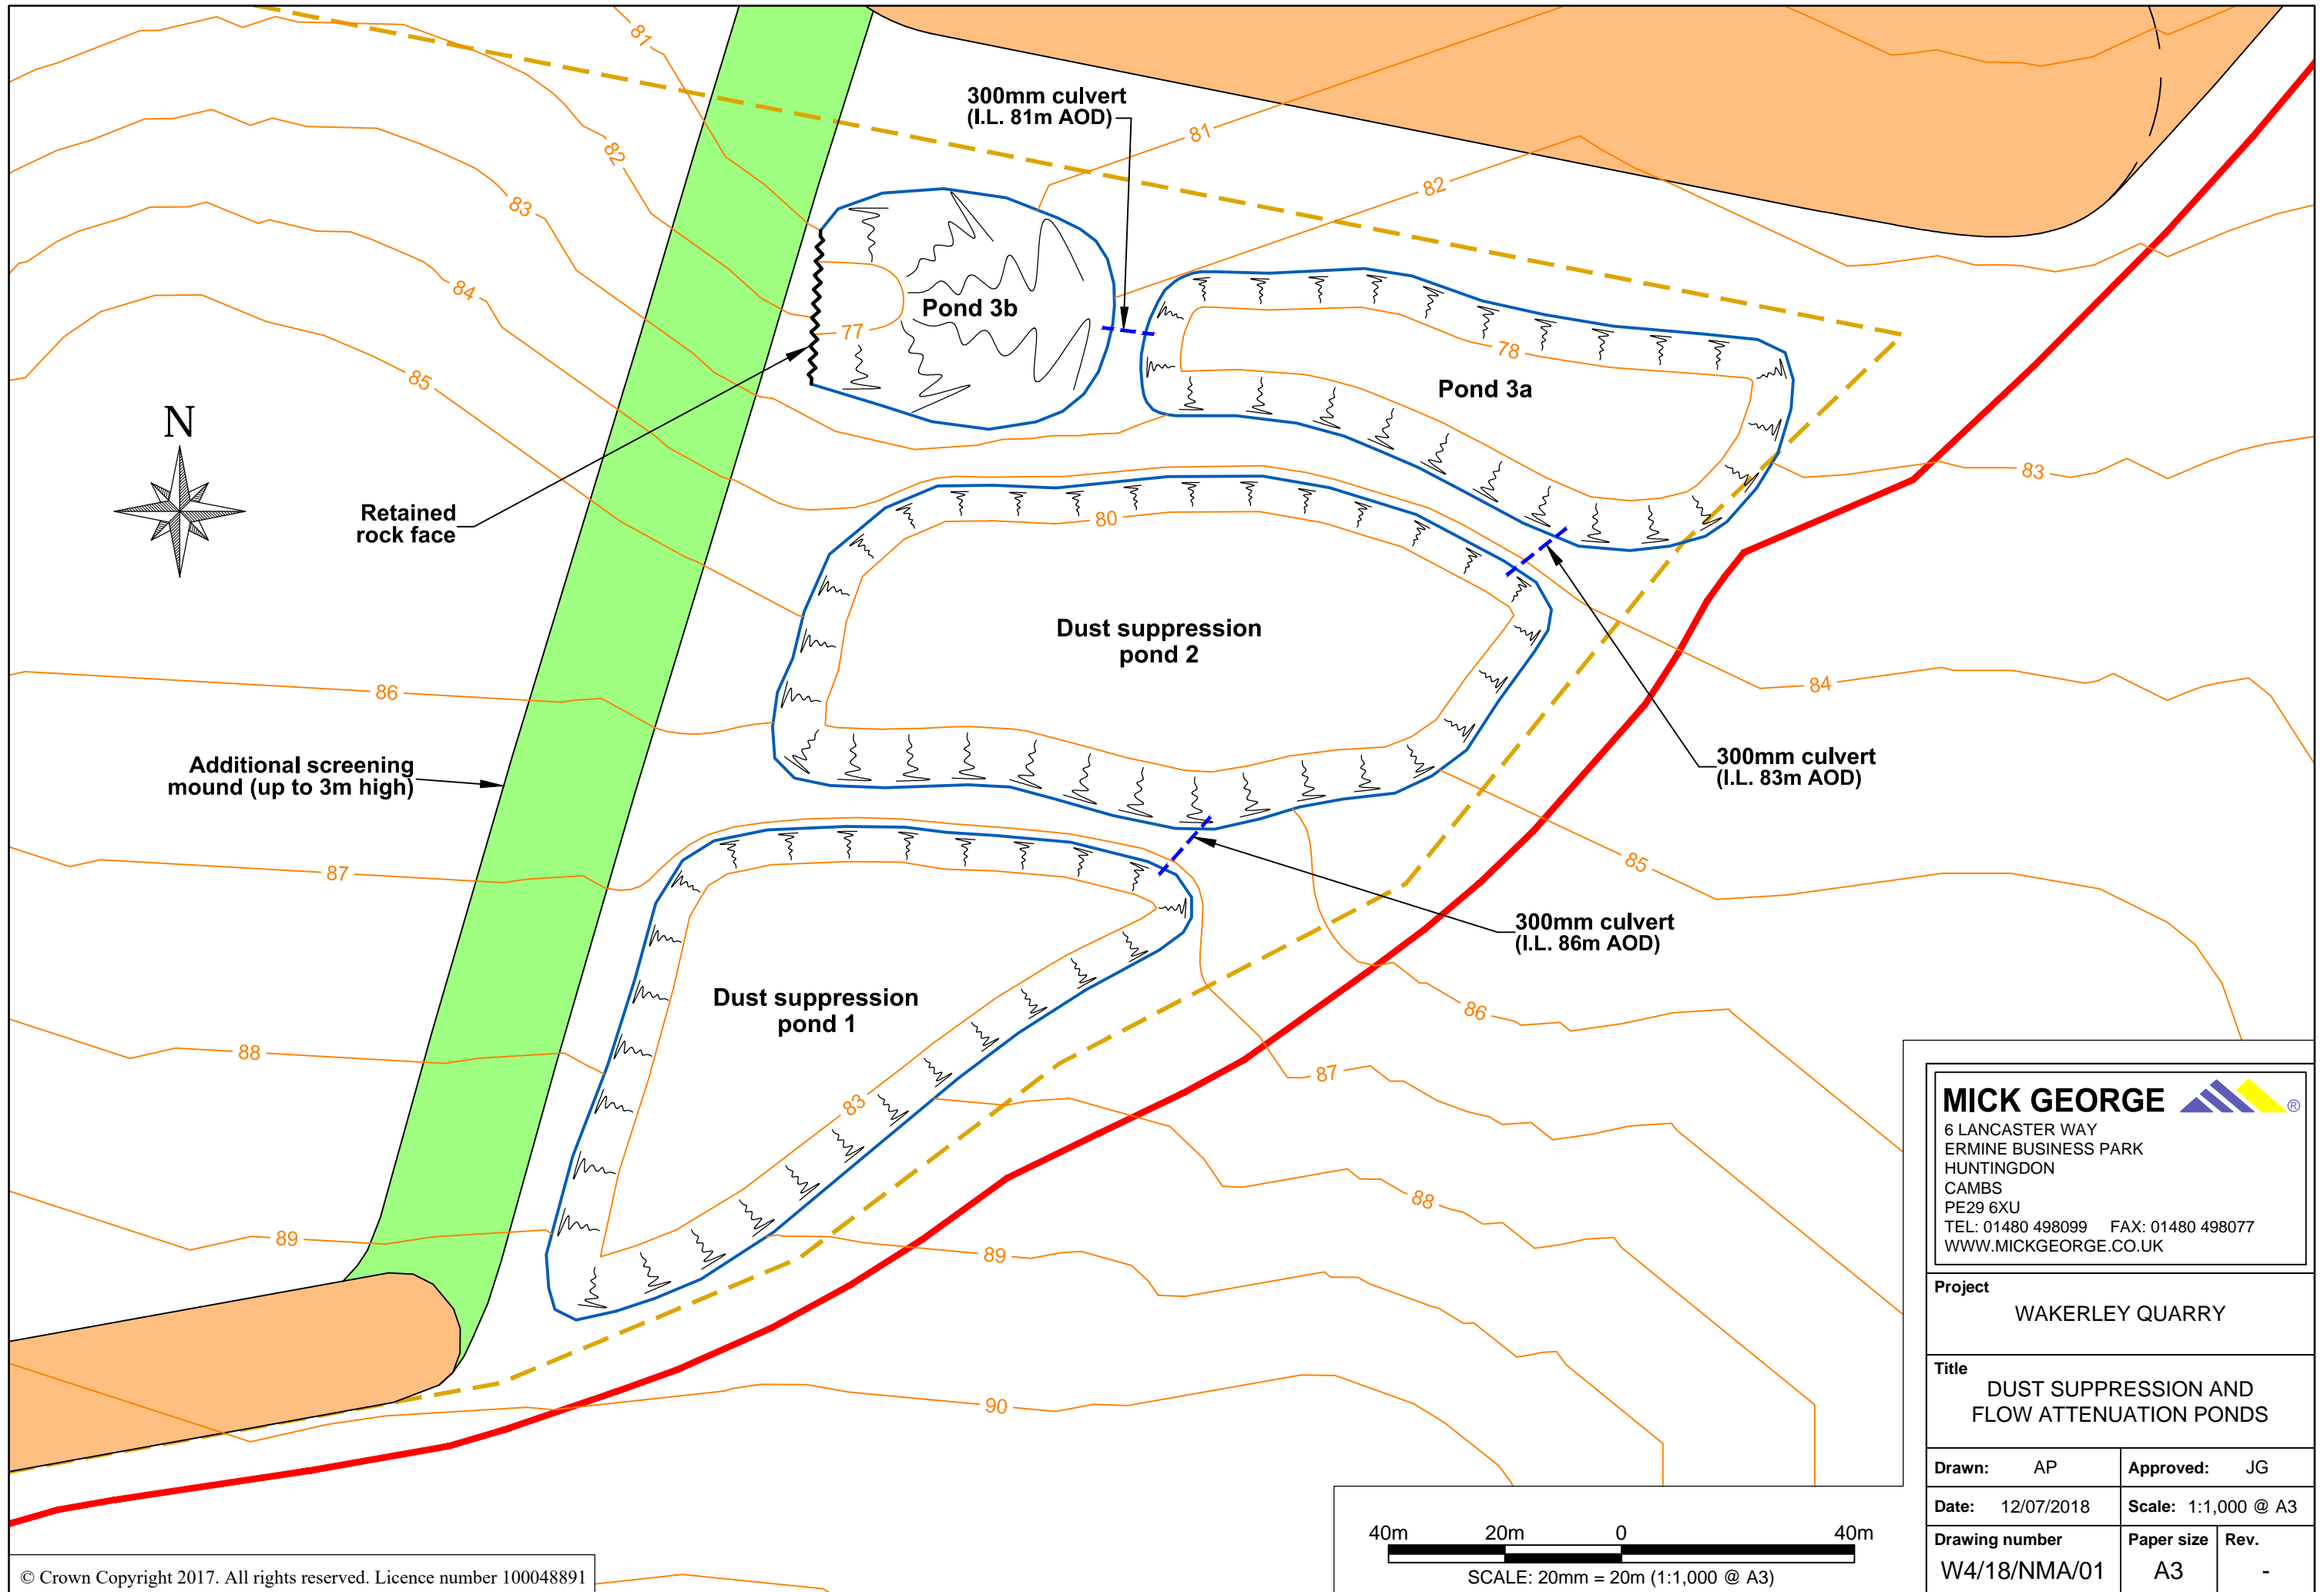 81
300mm culvert
(I.L. 81m AOD)
81
82
82
83
84
77
Pond 3b
78
Pond 3a
85
N
83
Retained
rock face
80
Dust suppression
pond 2
86
84
Additional screening
mound (up to 3m high)
300mm culvert
(I.L. 83m AOD)
87
85
300mm culvert
(I.L. 86m AOD)
Dust suppression
pond 1
86
88
87
83
88
89
89
90
MICK GEORGE ®
6 LANCASTER WAY
ERMINE BUSINESS PARK
HUNTINGDON
CAMBS
PE29 6XU
TEL: 01480 498099 FAX: 01480 498077
WWW.MICKGEORGE.CO.UK
Project
WAKERLEY QUARRY
Title
DUST SUPPRESSION AND
FLOW ATTENUATION PONDS
Drawn: AP Approved: JG
Date: 12/07/2018 Scale: 1:1,000 @ A3
Drawing number Paper size Rev.
W4/18/NMA/01 A3 -
40m 20m 0 40m
SCALE: 20mm = 20m (1:1,000 @ A3)
© Crown Copyright 2017. All rights reserved. Licence number 100048891